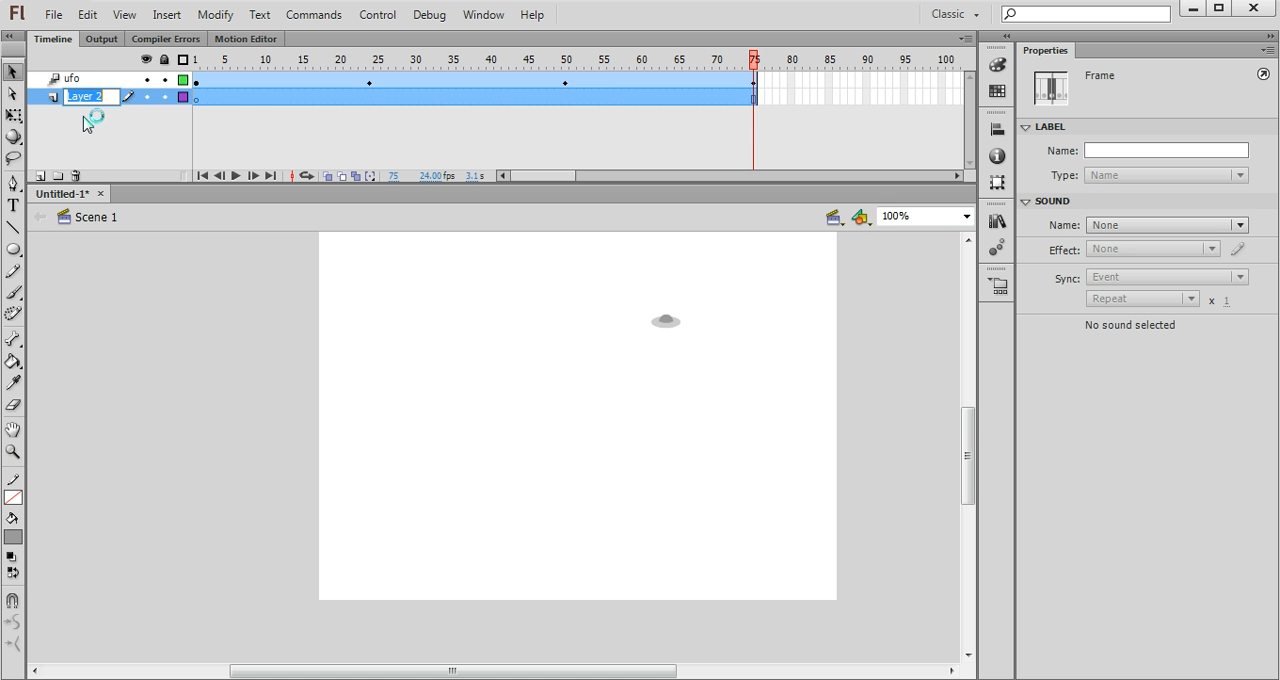 Fl File Edit View Insert Modify Text Commands Control Debug Window Help Classic
Timeline Output Compiler Errors Motion Editor
Properties
1 5 10 15 20 25 30 35 40 45 50 55 60 65 70 75 80 85 90 95 100
Frame
ufo
Layer 2
LABEL
Name:
Type: Name
75 24.00fps 3.1 s
Untitled-1* ×
SOUND
Scene 1
100%
Name: None
Effect: None
Sync: Event
Repeat x 1
No sound selected